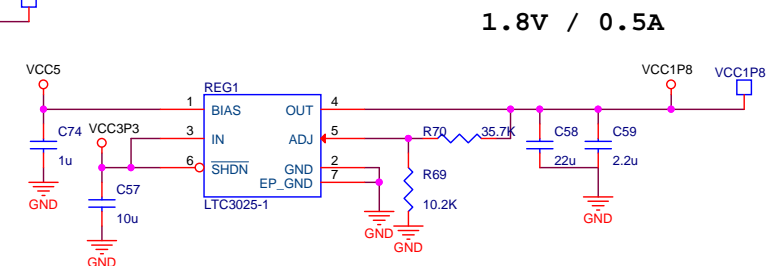 1.8V / 0.5A
VCC5
VCC1P8
VCC1P8
REG1
1
BIAS
OUT
4
C74
1u
VCC3P3
3
IN
ADJ
5
R70
35.7K
C58
22u
C59
2.2u
6
SHDN
GND
2
EP_GND
7
R69
10.2K
C57
10u
LTC3025-1
GND
GND
GND
GND
GND